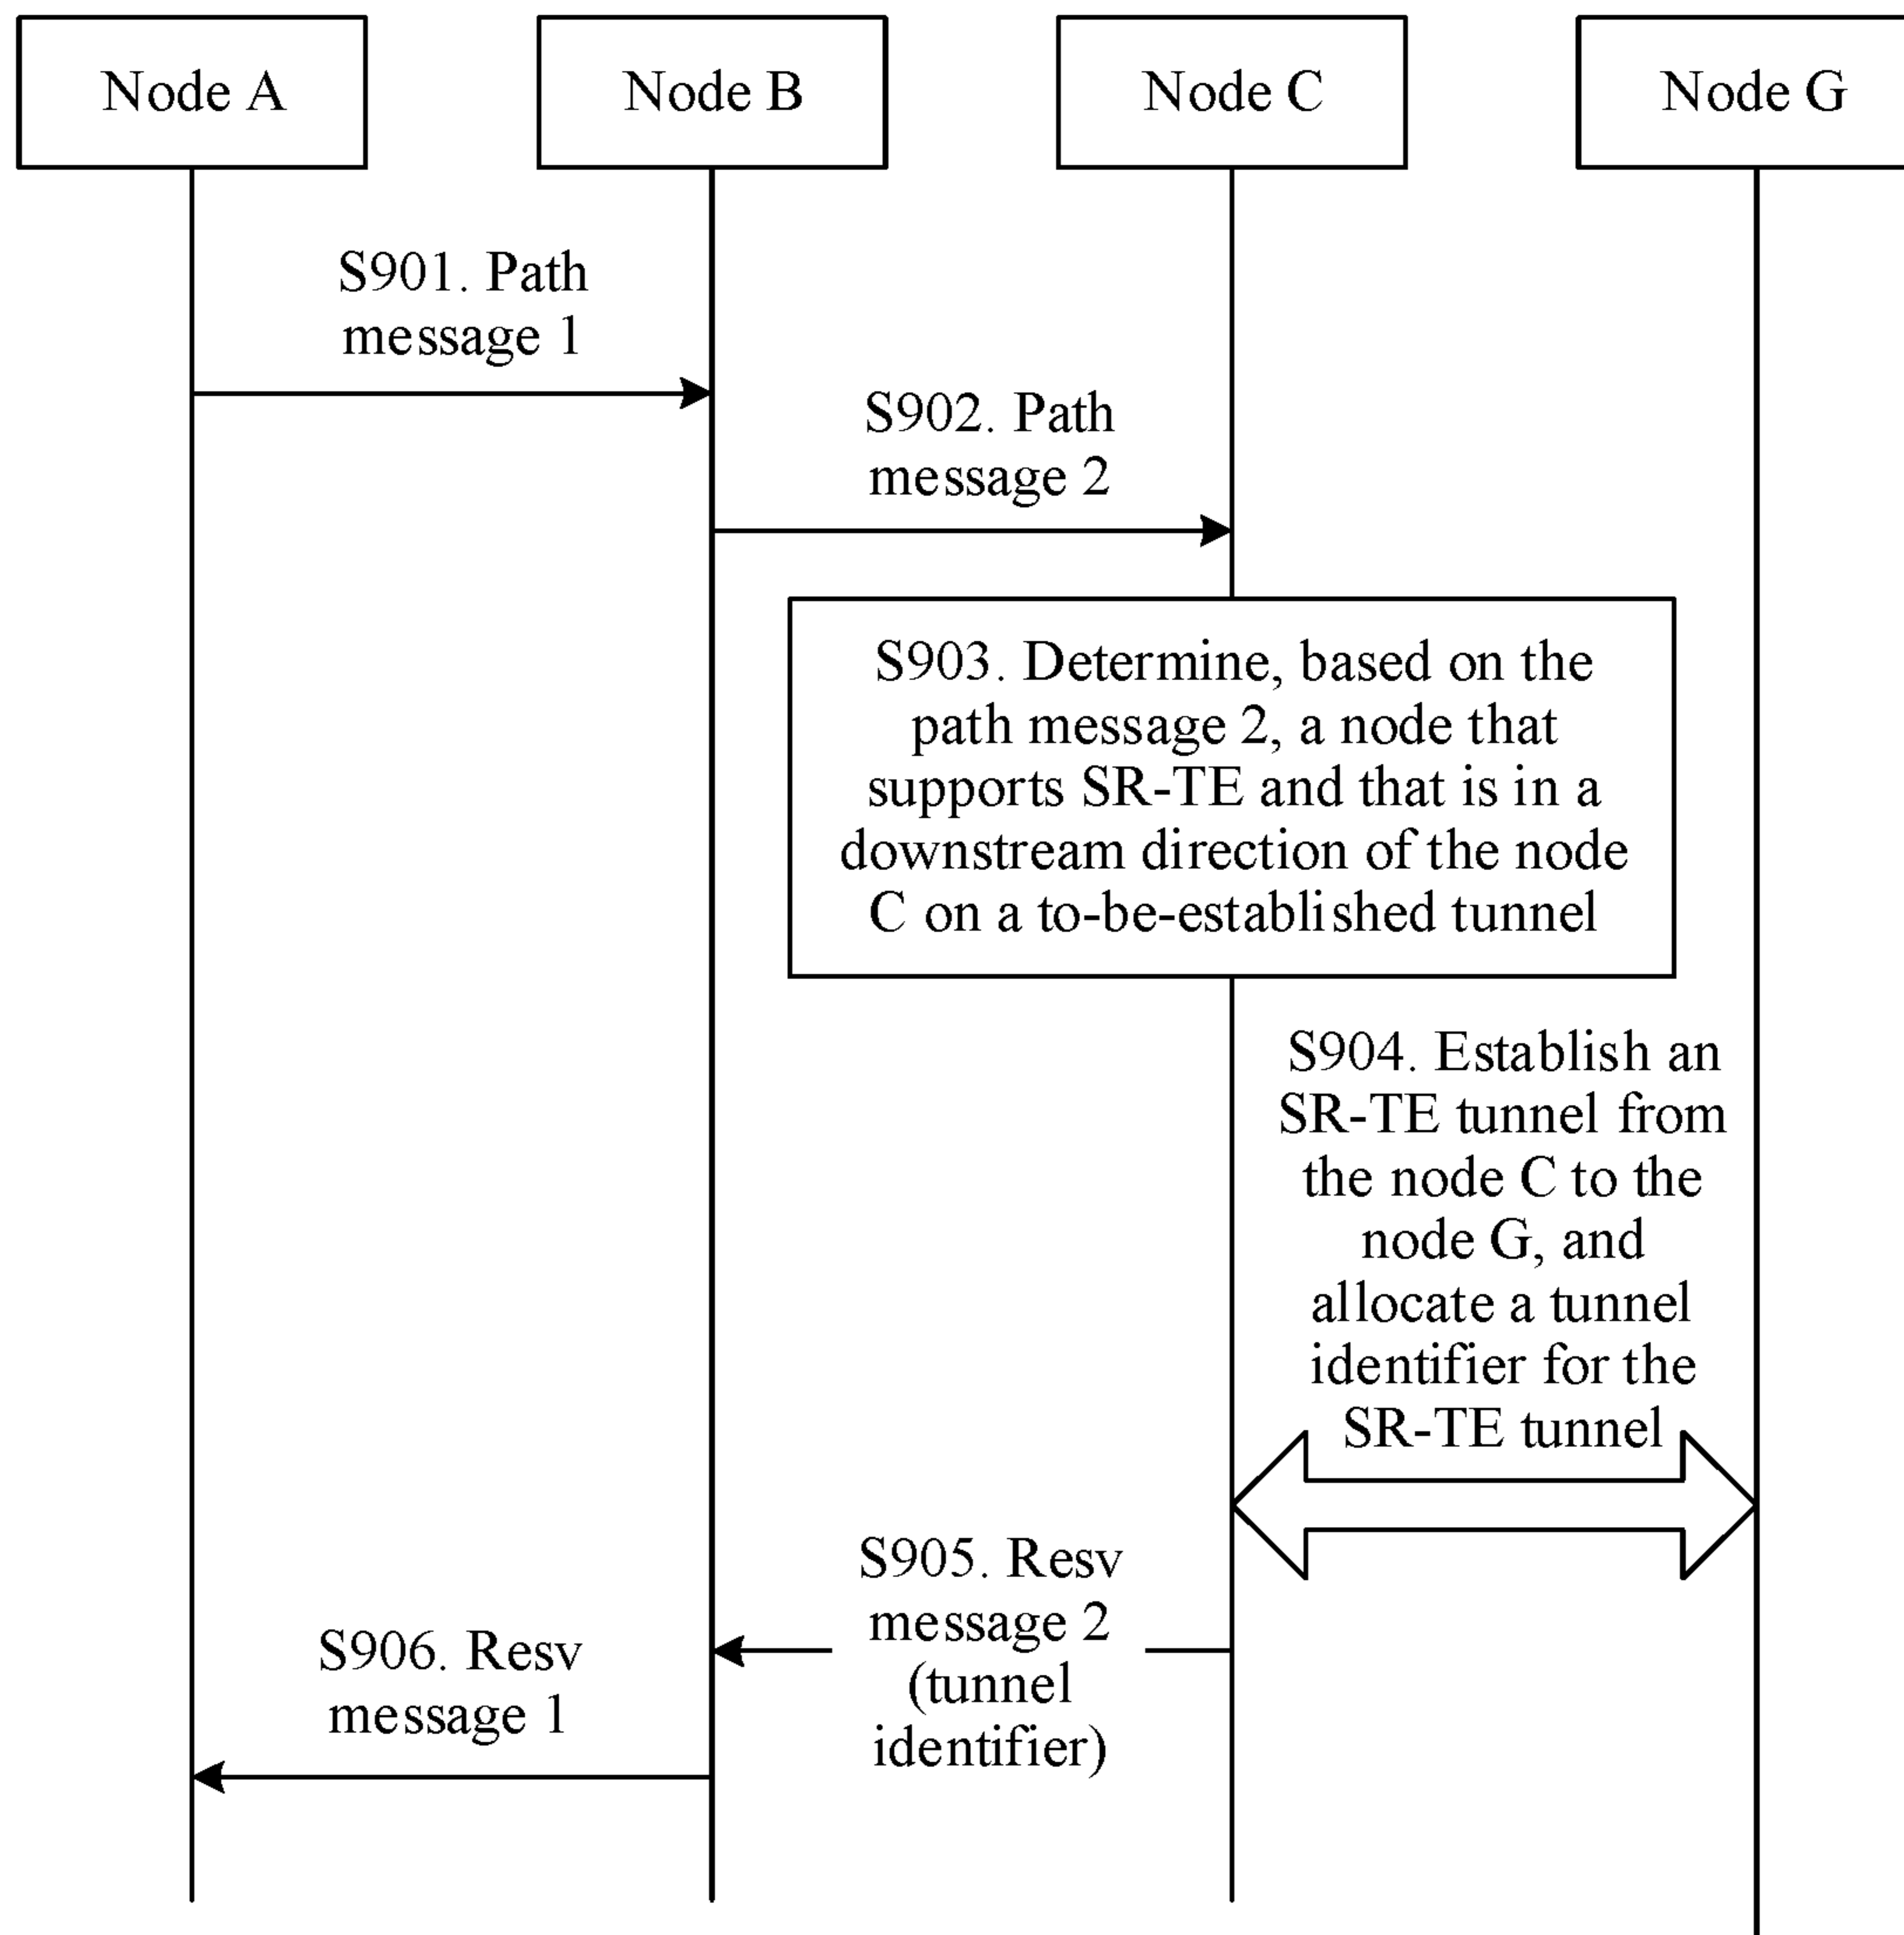 Node A
Node B
Node C
Node G
S901. Path
message 1
S902. Path
message 2
S903. Determine, based on the
path message 2, a node that
supports SR-TE and that is in a
downstream direction of the node
C on a to-be-established tunnel
S904. Establish an
SR-TE tunnel from
the node C to the
node G, and
allocate a tunnel
identifier for the
SR-TE tunnel
S905. Resv
message 2
(tunnel
identifier)
S906. Resv
message 1